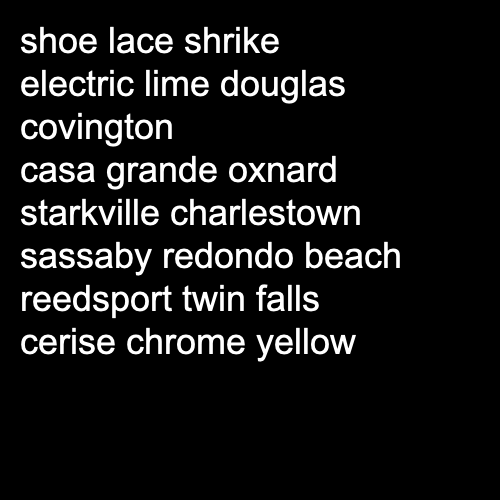 shoe lace shrike
electric lime douglas
covington
casa grande oxnard
starkville charlestown
sassaby redondo beach
reedsport twin falls
cerise chrome yellow